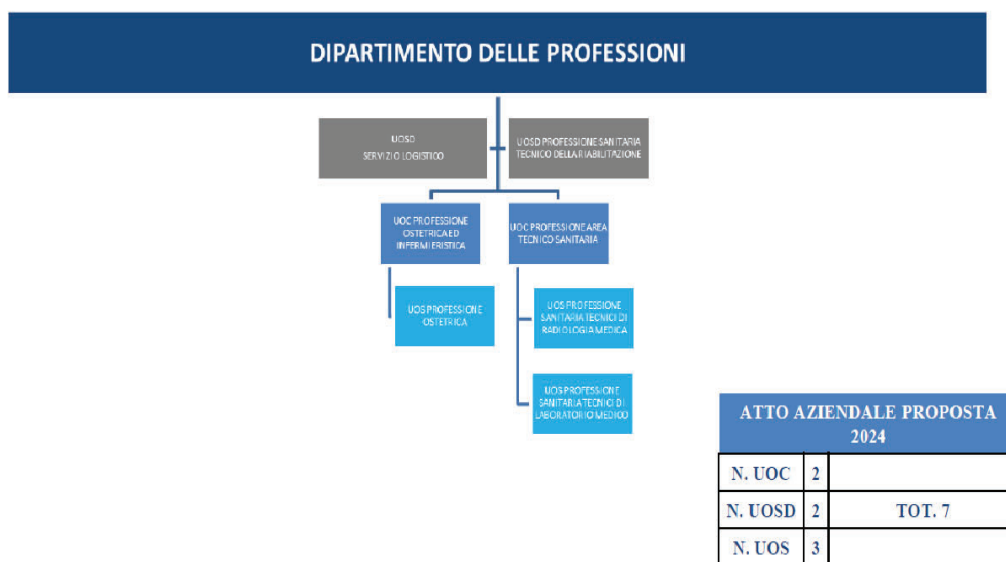 DIPARTIMENTO DELLE PROFESSIONI
UOSD
SERVIZIO LOGISTICO
UOSD PROFESSIONE SANITARIA
TECNICO DELLA RIABILITAZIONE
UOC PROFESSIONE
OSTETRICA ED
INFERMIERISTICA
UOC PROFESSIONE AREA
TECNICO SANITARIA
UOS PROFESSIONE
OSTETRICA
UOS PROFESSIONE
SANITARIA TECNICI DI
RADIOLOGIA MEDICA
UOS PROFESSIONE
SANITARIA TECNICI DI
LABORATORIO MEDICO
ATTO AZIENDALE PROPOSTA
2024
N. UOC 2
N. UOSD 2 TOT. 7
N. UOS 3